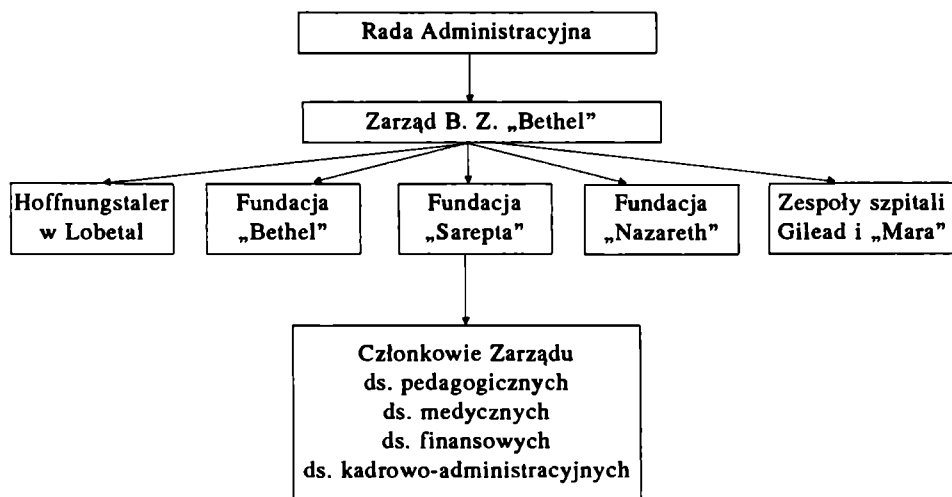 Rada Administracyjna
Zarząd B. Z. „Bethel”
Hoffnungstaler
w Lobetal
Fundacja
„Bethel”
Fundacja
„Sarepta”
Fundacja
„Nazareth”
Zespoły szpitali
Gilead i „Mara”
Członkowie Zarządu
ds. pedagogicznych
ds. medycznych
ds. finansowych
ds. kadrowo-administracyjnych